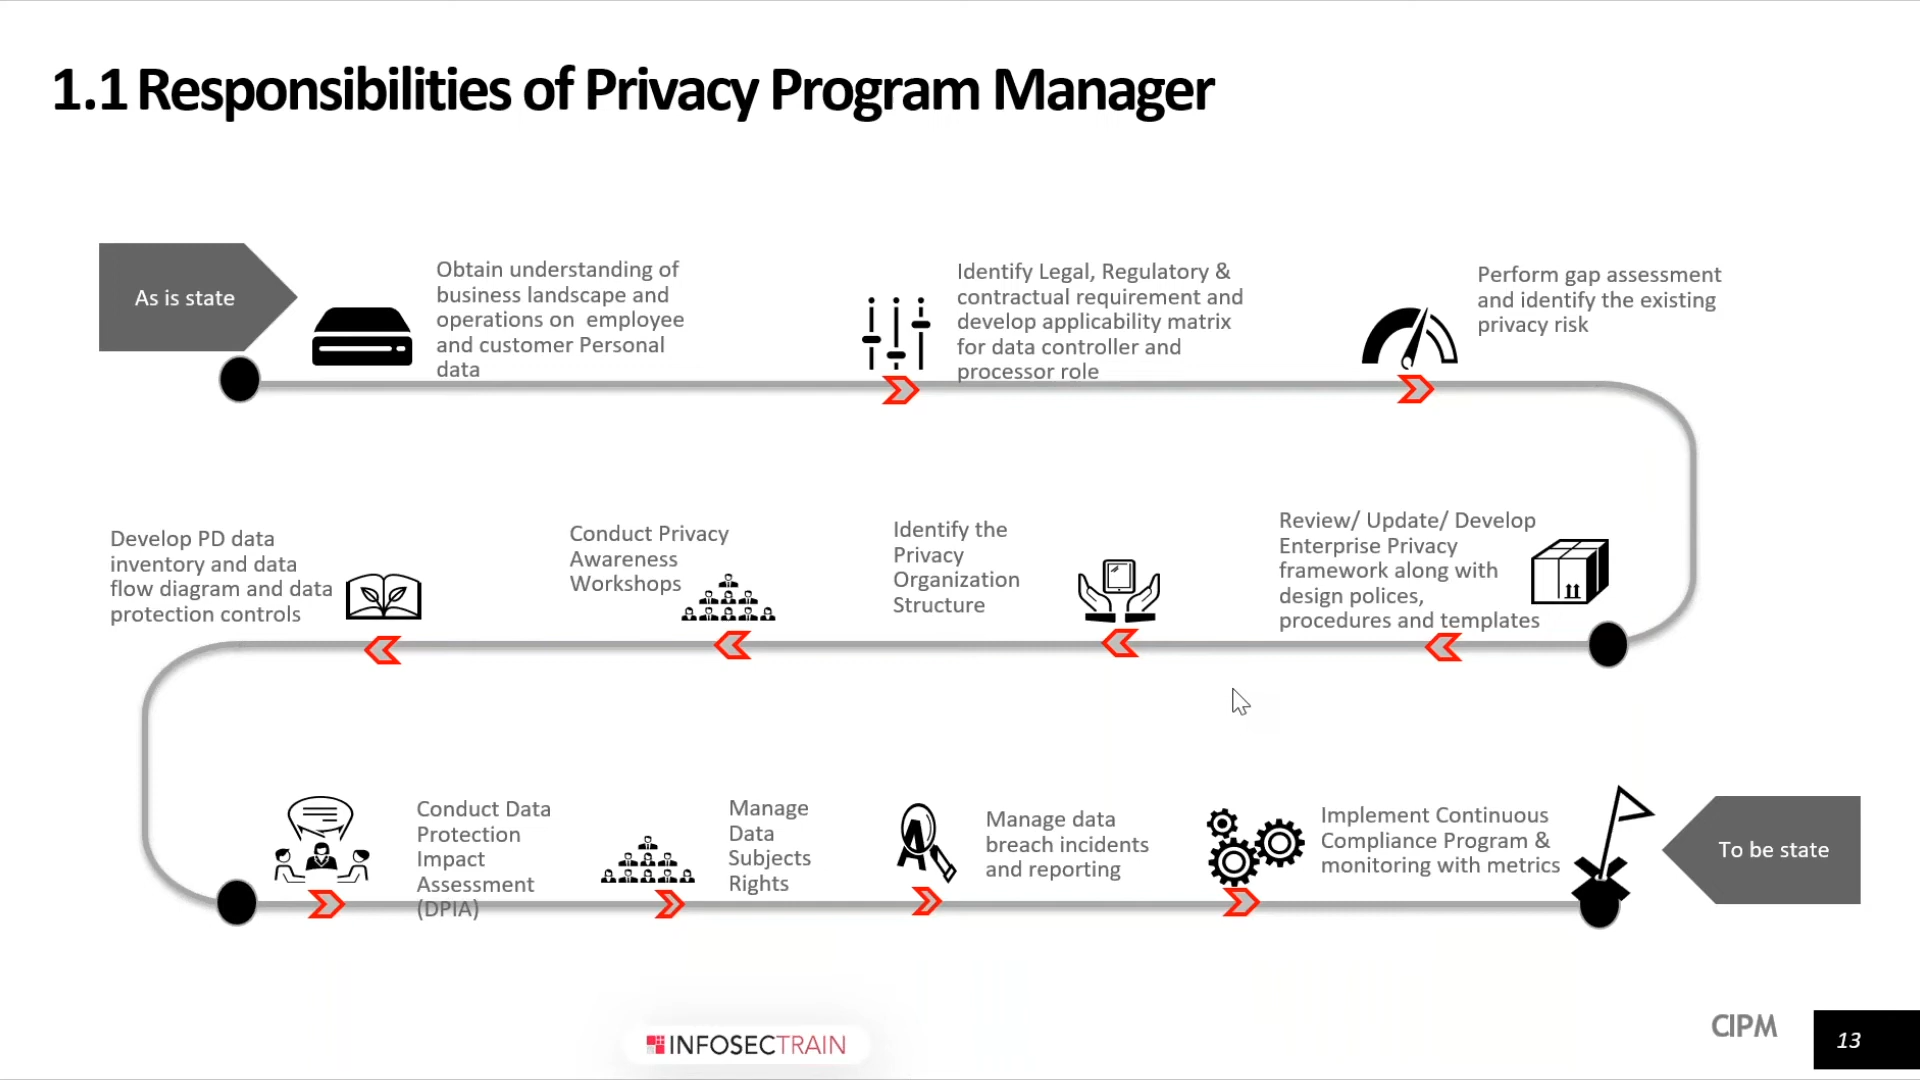 1.1 Responsibilities of Privacy Program Manager
As is state
Obtain understanding of
business landscape and
operations on employee
and customer Personal
data
Identify Legal, Regulatory &
contractual requirement and
develop applicability matrix
for data controller and
processor role
Perform gap assessment
and identify the existing
privacy risk
Review/ Update/ Develop
Enterprise Privacy
framework along with
design polices,
procedures and templates
Identify the
Privacy
Organization
Structure
Conduct Privacy
Awareness
Workshops
Develop PD data
inventory and data
flow diagram and data
protection controls
Conduct Data
Protection
Impact
Assessment
(DPIA)
Manage
Data
Subjects
Rights
Manage data
breach incidents
and reporting
Implement Continuous
Compliance Program &
monitoring with metrics
To be state
INFOSECTRAIN
CIPM
13